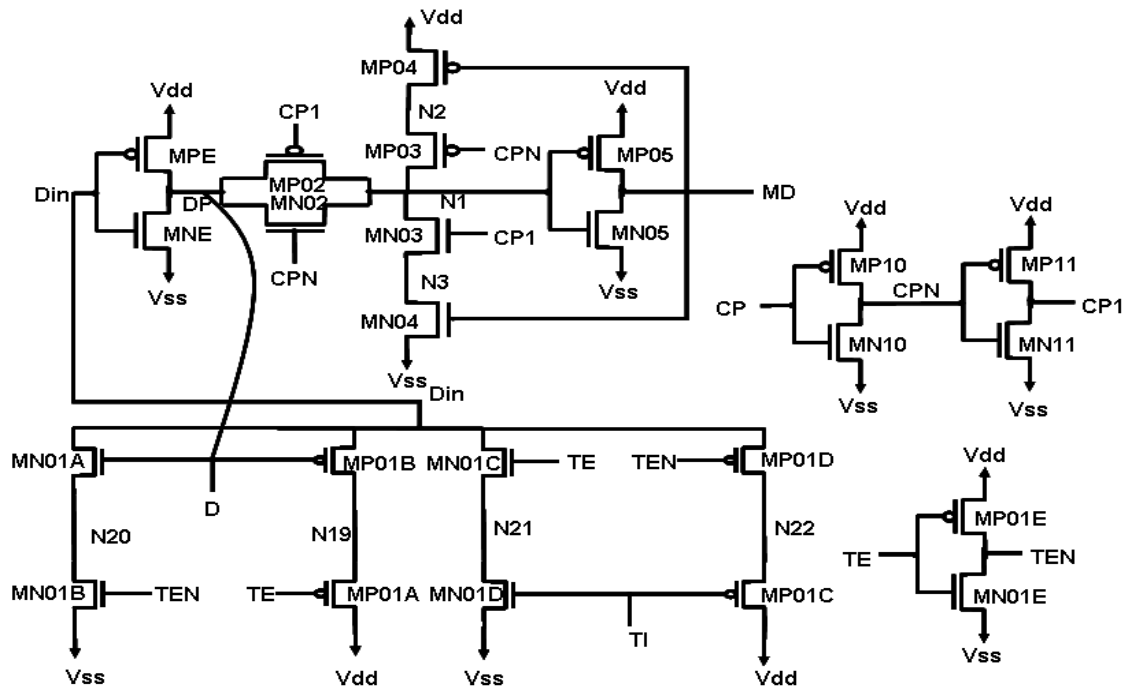 Vdd
MP04
Vdd
CP1
N2
Vdd
MPE
MP03
CPN
MP05
Din
MP02
DP
MN02
N1
MD
MNE
MN03
CP1
MN05
Vdd
Vdd
Vss
CPN
N3
Vss
MP10
MP11
CP
CPN
CP1
MN04
MN10
MN11
Vss
Din
Vss
Vss
MN01A
MP01B
MN01C
TE
TEN
MP01D
Vdd
D
N20
N19
N21
N22
MP01E
TE
TEN
MN01B
TEN
TE
MP01A
MN01D
MP01C
MN01E
TI
Vss
Vdd
Vss
Vdd
Vss